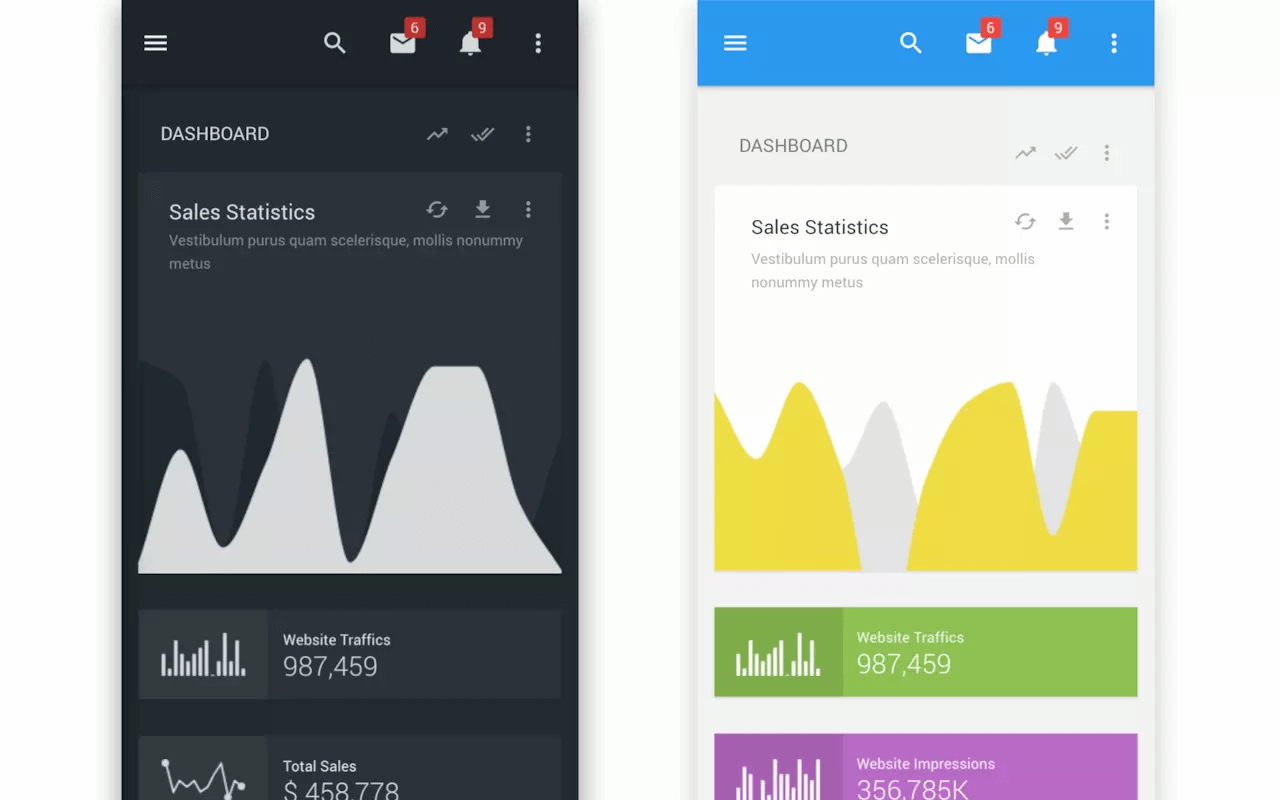 6
9
DASHBOARD
Sales Statistics
Vestibulum purus quam scelerisque, mollis nonummy
metus
Website Traffics
987,459
Total Sales
$ 458,778
6
9
DASHBOARD
Sales Statistics
Vestibulum purus quam scelerisque, mollis
nonummy metus
Website Traffics
987,459
Website Impressions
356,785K